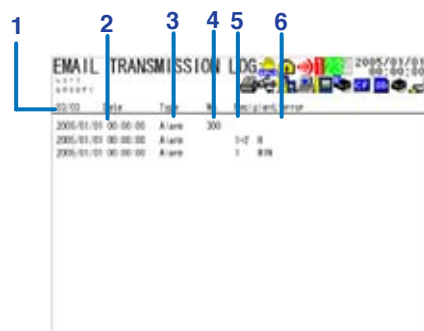 1 2 3 4 5 6
EMAIL TRANSMISSION LOG 2005/01/01
00:00:00
03/03 Date Type No. Recipient Error
2005/01/01 00:00:00 Alarm 300
2005/01/01 00:00:00 Alarm 1+2 N
2005/01/01 00:00:00 Alarm 1